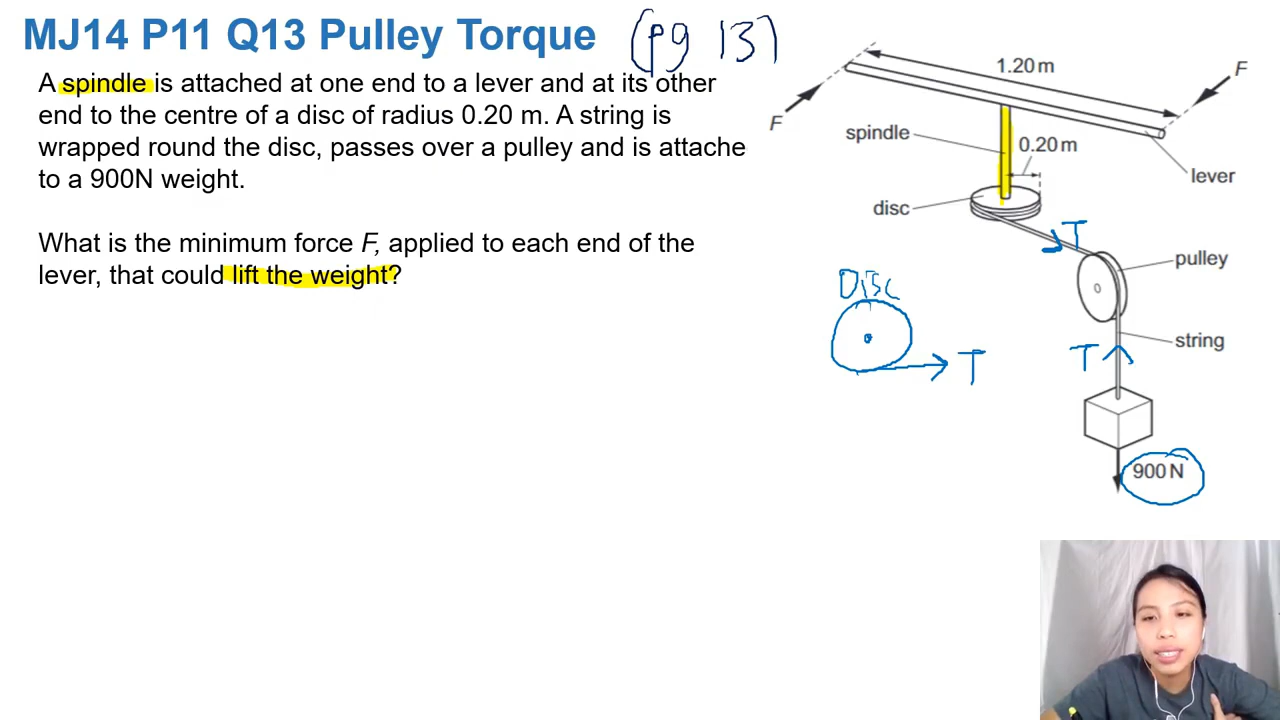 MJ14 P11 Q13 Pulley Torque (pg 13)
A spindle is attached at one end to a lever and at its other
end to the centre of a disc of radius 0.20 m. A string is
wrapped round the disc, passes over a pulley and is attache
to a 900N weight.
What is the minimum force F, applied to each end of the
lever, that could lift the weight?
1.20 m
F
F
spindle
0.20 m
lever
disc
T
pulley
DISC
string
T
T
900 N